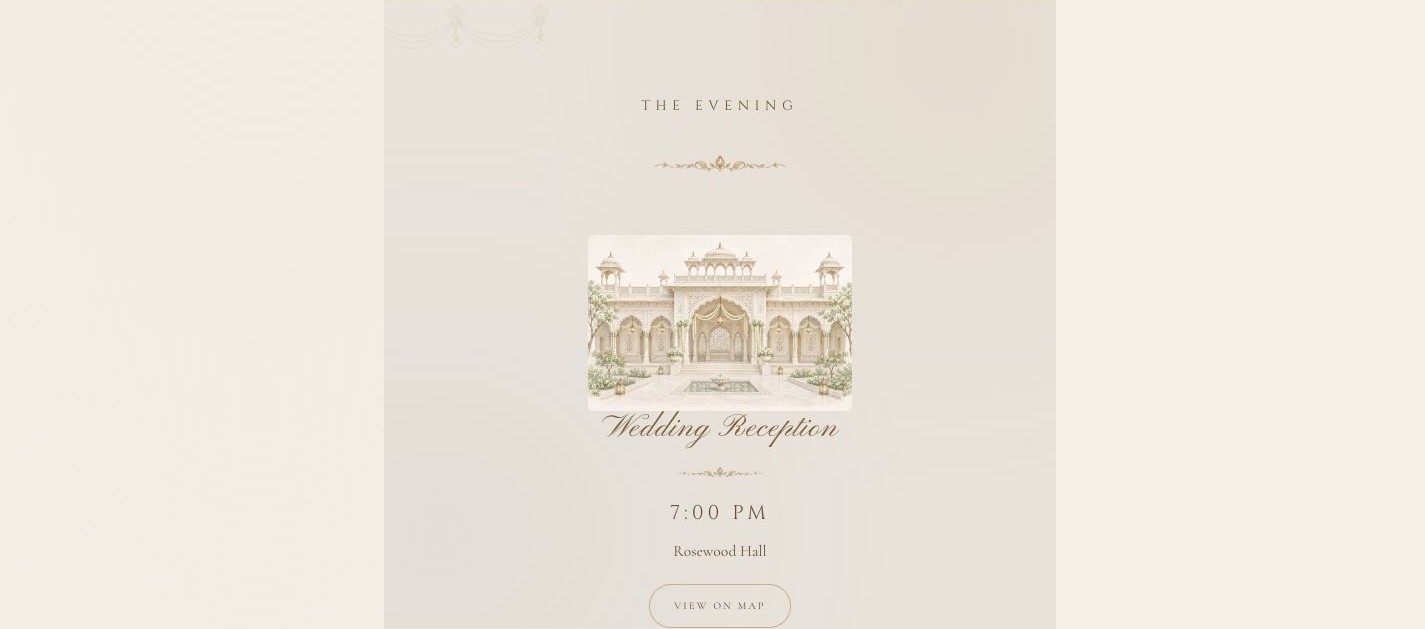 THE EVENING
Wedding Reception
7:00 PM
Rosewood Hall
VIEW ON MAP